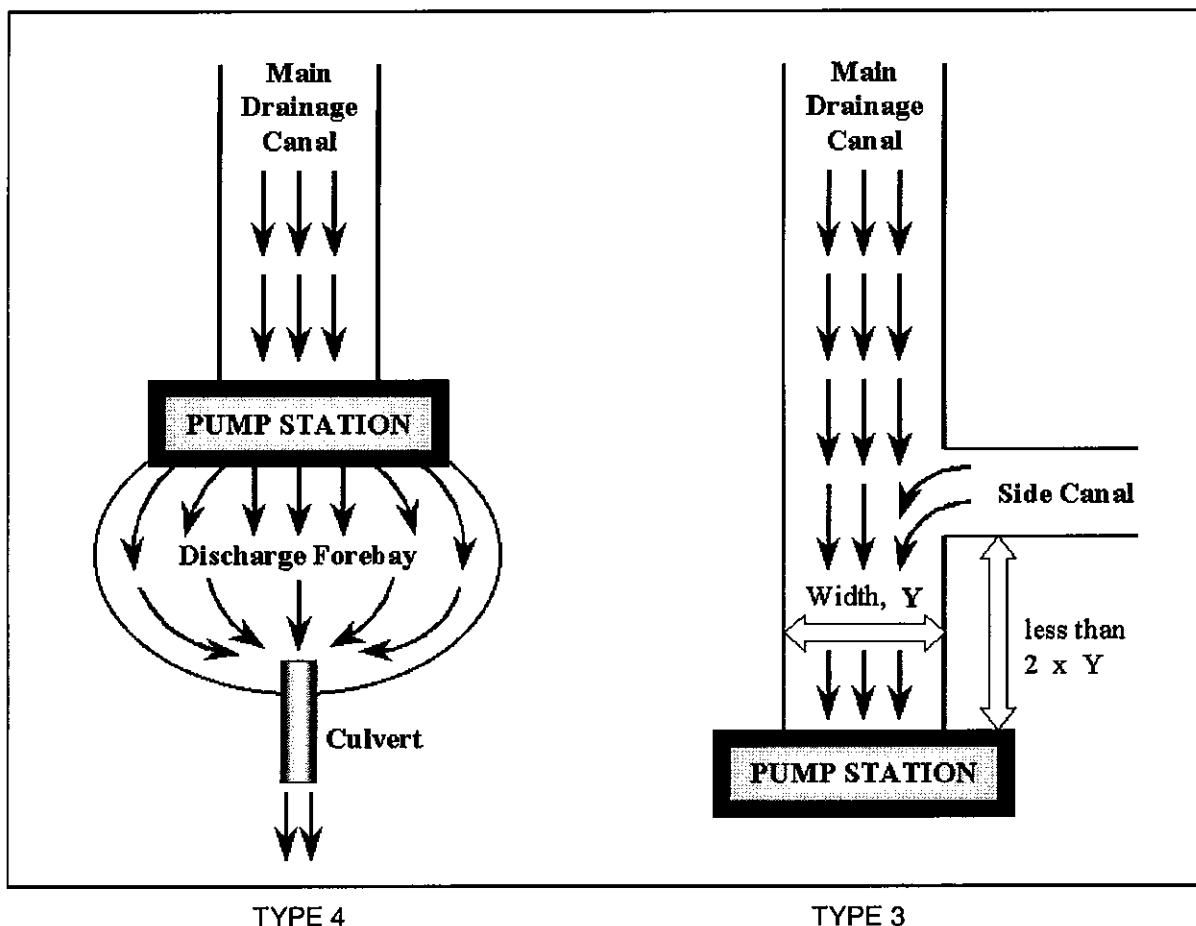 Main
Drainage
Canal
PUMP STATION
Discharge Forebay
Culvert
Main
Drainage
Canal
Side Canal
Width, Y
less than
2 x Y
PUMP STATION
TYPE 4
TYPE 3